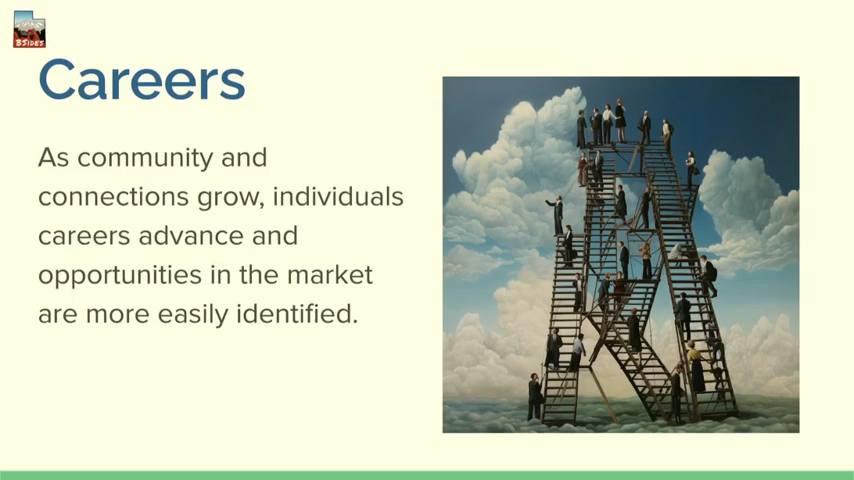 BSIDES
Careers
As community and
connections grow, individuals
careers advance and
opportunities in the market
are more easily identified.